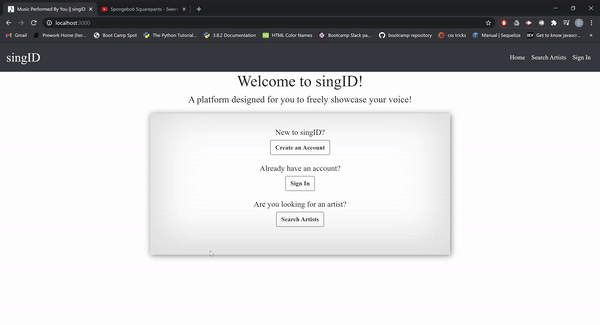 Music Performed By You || singID
Spongebob Squarepants - Sweet
localhost:3000
Gmail
Prework Home (her...
Boot Camp Spot
The Python Tutorial...
3.8.2 Documentation
HTML Color Names
Bootcamp Slack pa...
bootcamp repository
css tricks
Manual | Sequelize
Get to know javascr...
singID
Home
Search Artists
Sign In
Welcome to singID!
A platform designed for you to freely showcase your voice!
New to singID?
Create an Account
Already have an account?
Sign In
Are you looking for an artist?
Search Artists